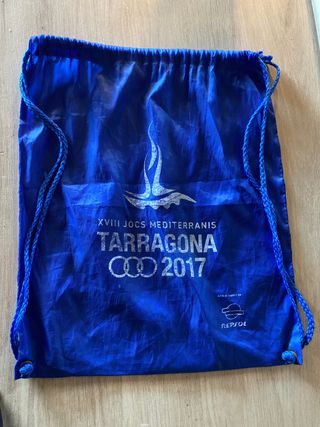 XVIII JOCS MEDITERRANIS
TARRAGONA
2017
REPSOL